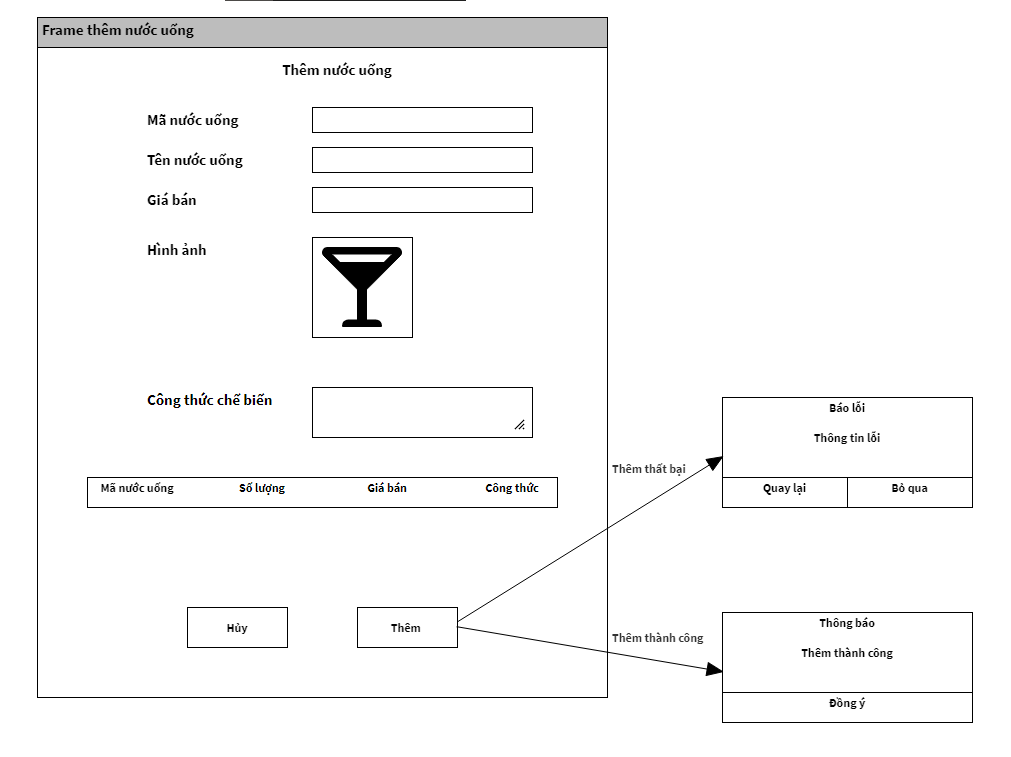 Frame thêm nước uống
Thêm nước uống
Mã nước uống
Tên nước uống
Giá bán
Hình ảnh
Công thức chế biến
Mã nước uống Số lượng Giá bán Công thức
Hủy Thêm
Thêm thất bại
Báo lỗi
Thông tin lỗi
Quay lại Bỏ qua
Thêm thành công
Thông báo
Thêm thành công
Đồng ý